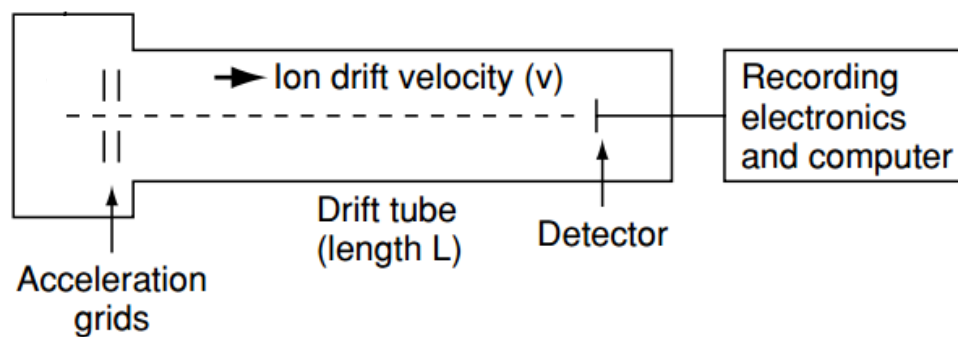 Ion drift velocity (v)
Recording
electronics
and computer
Drift tube
(length L)
Detector
Acceleration
grids